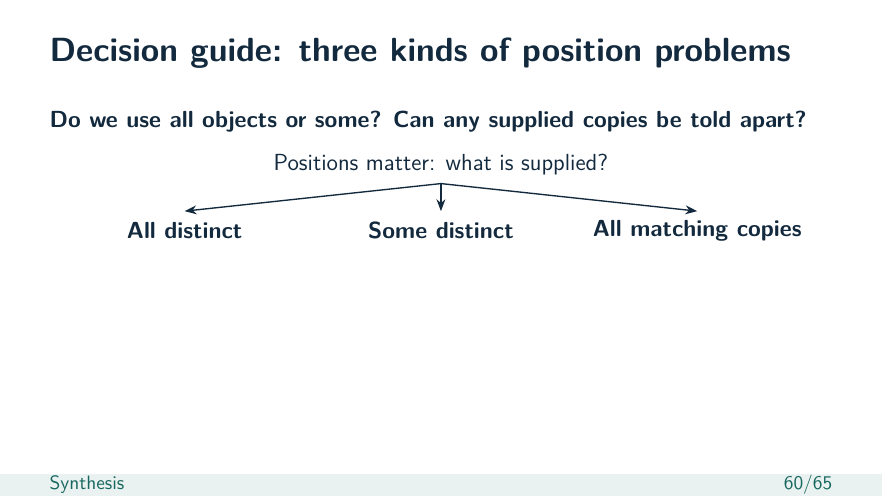 Decision guide: three kinds of position problems
Do we use all objects or some? Can any supplied copies be told apart?
Positions matter: what is supplied?
All distinct
Some distinct
All matching copies
Synthesis
60/65